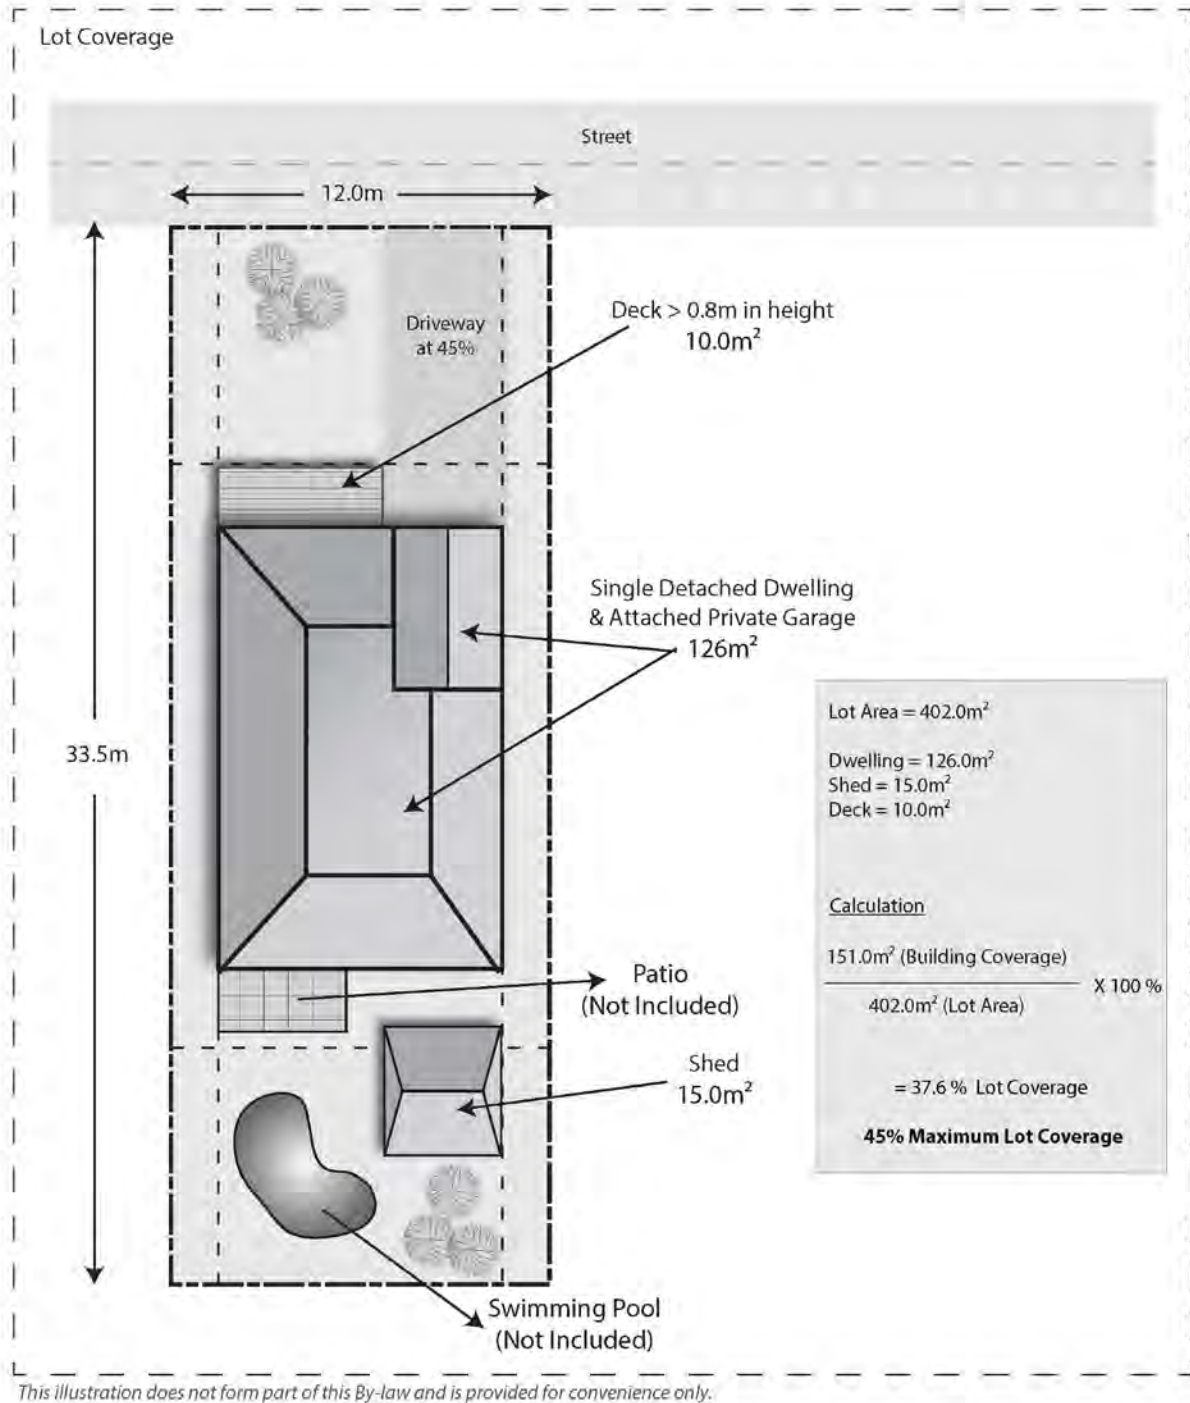 Lot Coverage
Street
12.0m
Deck > 0.8m in height
10.0m²
Driveway
at 45%
Single Detached Dwelling
& Attached Private Garage
126m²
33.5m
Lot Area = 402.0m²
Dwelling = 126.0m²
Shed = 15.0m²
Deck = 10.0m²
Calculation
151.0m² (Building Coverage)
402.0m² (Lot Area)
X 100 %
= 37.6 % Lot Coverage
45% Maximum Lot Coverage
Patio
(Not Included)
Shed
15.0m²
Swimming Pool
(Not Included)
This illustration does not form part of this By-law and is provided for convenience only.